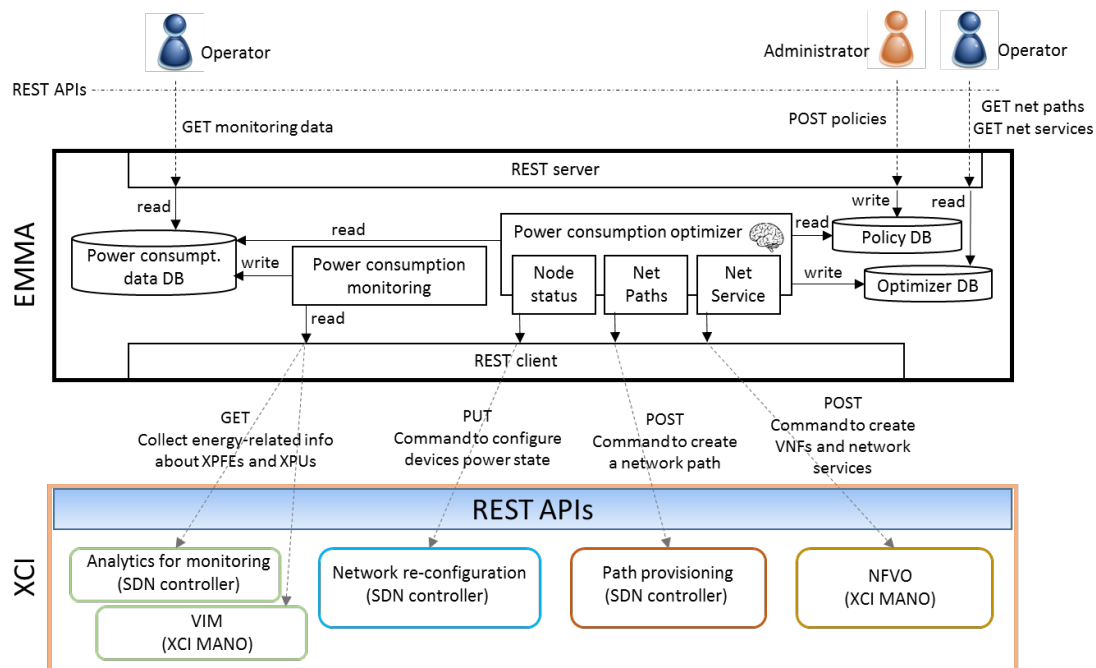 Operator
Administrator
Operator
REST APIs
GET monitoring data
POST policies
GET net paths
GET net services
EMMA
REST server
read
write
read
Power consumpt.
data DB
read
write
Power consumption
monitoring
read
Power consumption optimizer
Node
status
Net
Paths
Net
Service
read
Policy DB
write
Optimizer DB
REST client
GET
Collect energy-related info
about XPFEs and XPUs
PUT
Command to configure
devices power state
POST
Command to create
a network path
POST
Command to create
VNFs and network
services
XCI
REST APIs
Analytics for monitoring
(SDN controller)
VIM
(XCI MANO)
Network re-configuration
(SDN controller)
Path provisioning
(SDN controller)
NFVO
(XCI MANO)